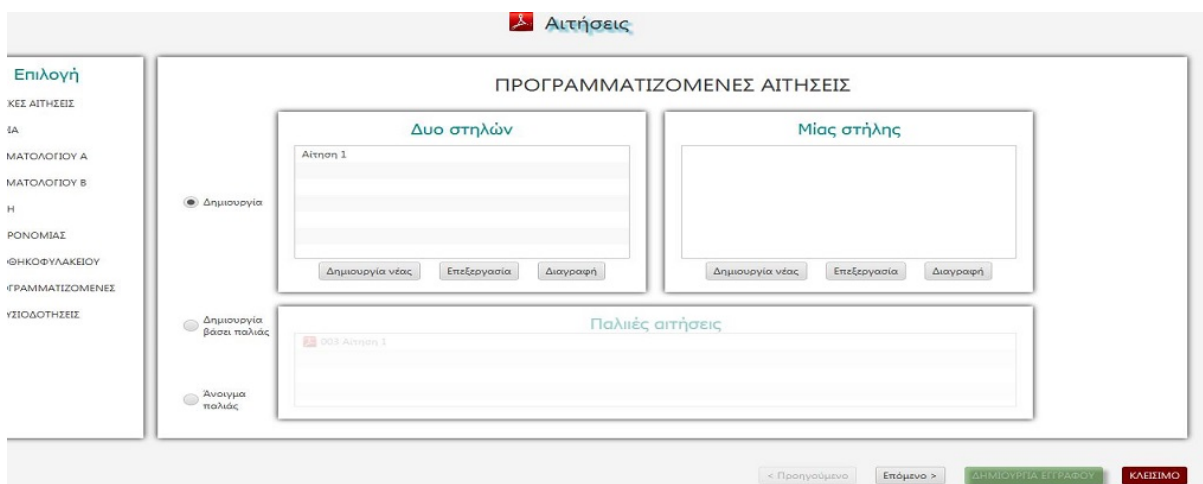 Αιτήσεις
Επιλογή
ΚΕΣ ΑΙΤΗΣΕΙΣ
ΜΑΤΟΛΟΓΙΟΥ Α
ΜΑΤΟΛΟΓΙΟΥ Β
Η
ΡΟΝΟΜΙΑΣ
ΘΗΚΟΦΥΛΑΚΕΙΟΥ
ΓΡΑΜΜΑΤΙΖΟΜΕΝΕΣ
ΥΣΙΟΔΟΤΗΣΕΙΣ
ΠΡΟΓΡΑΜΜΑΤΙΖΟΜΕΝΕΣ ΑΙΤΗΣΕΙΣ
Δημιουργία
Δυο στηλών
Αίτηση 1
Δημιουργία νέας Επεξεργασία Διαγραφή
Μίας στήλης
Δημιουργία νέας Επεξεργασία Διαγραφή
Δημιουργία
βάσει παλιάς
Άνοιγμα
παλιάς
Παλιές αιτήσεις
003 Αίτηση 1
< Προηγούμενο Επόμενο > ΔΗΜΙΟΥΡΓΙΑ ΕΓΓΡΑΦΟΥ ΚΛΕΙΣΙΜΟ